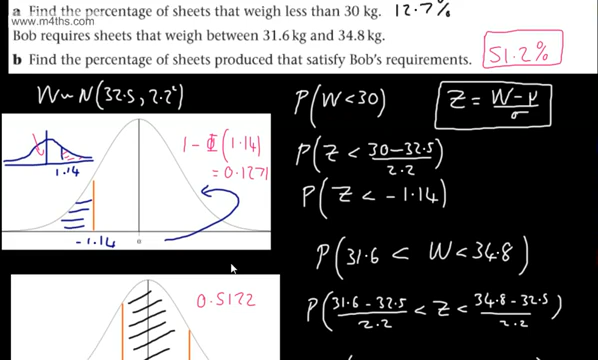 www.m4ths.com
a Find the percentage of sheets that weigh less than 30 kg. 12.7%
Bob requires sheets that weigh between 31.6 kg and 34.8 kg.
b Find the percentage of sheets produced that satisfy Bob's requirements. 51.2%
W~N(32.5, 2.2²)
P(W<30)
Z = W-μ/σ
1.14
1-Φ(1.14)
=0.1271
-1.14
0
P(Z < 30-32.5/2.2)
P(Z < -1.14)
P(31.6 < W < 34.8)
0.5122
P(31.6-32.5/2.2 < Z < 34.8-32.5/2.2)